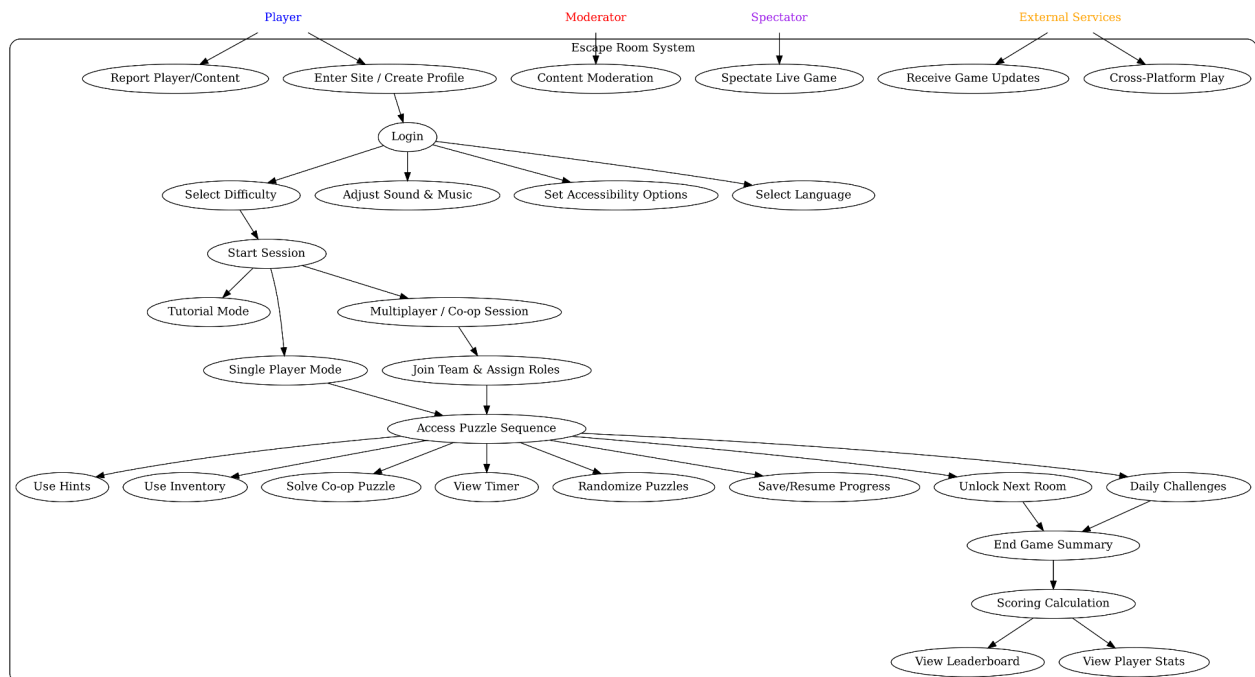 Player
Moderator
Spectator
External Services
Escape Room System
Report Player/Content
Enter Site / Create Profile
Content Moderation
Spectate Live Game
Receive Game Updates
Cross-Platform Play
Login
Select Difficulty
Adjust Sound & Music
Set Accessibility Options
Select Language
Start Session
Tutorial Mode
Multiplayer / Co-op Session
Single Player Mode
Join Team & Assign Roles
Access Puzzle Sequence
Use Hints
Use Inventory
Solve Co-op Puzzle
View Timer
Randomize Puzzles
Save/Resume Progress
Unlock Next Room
Daily Challenges
End Game Summary
Scoring Calculation
View Leaderboard
View Player Stats